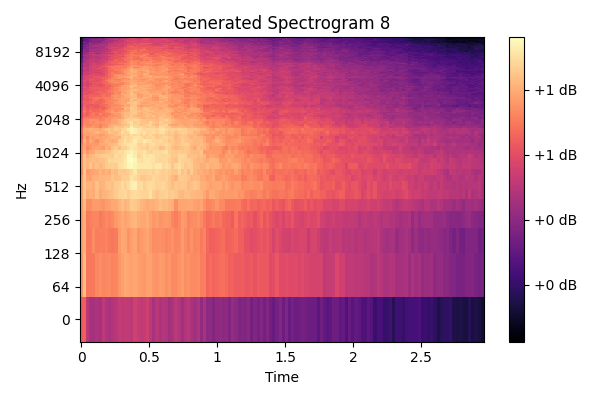 Generated Spectrogram 8
Hz
8192
4096
2048
1024
512
256
128
64
0
0
0.5
1
1.5
2
2.5
Time
+1 dB
+1 dB
+0 dB
+0 dB